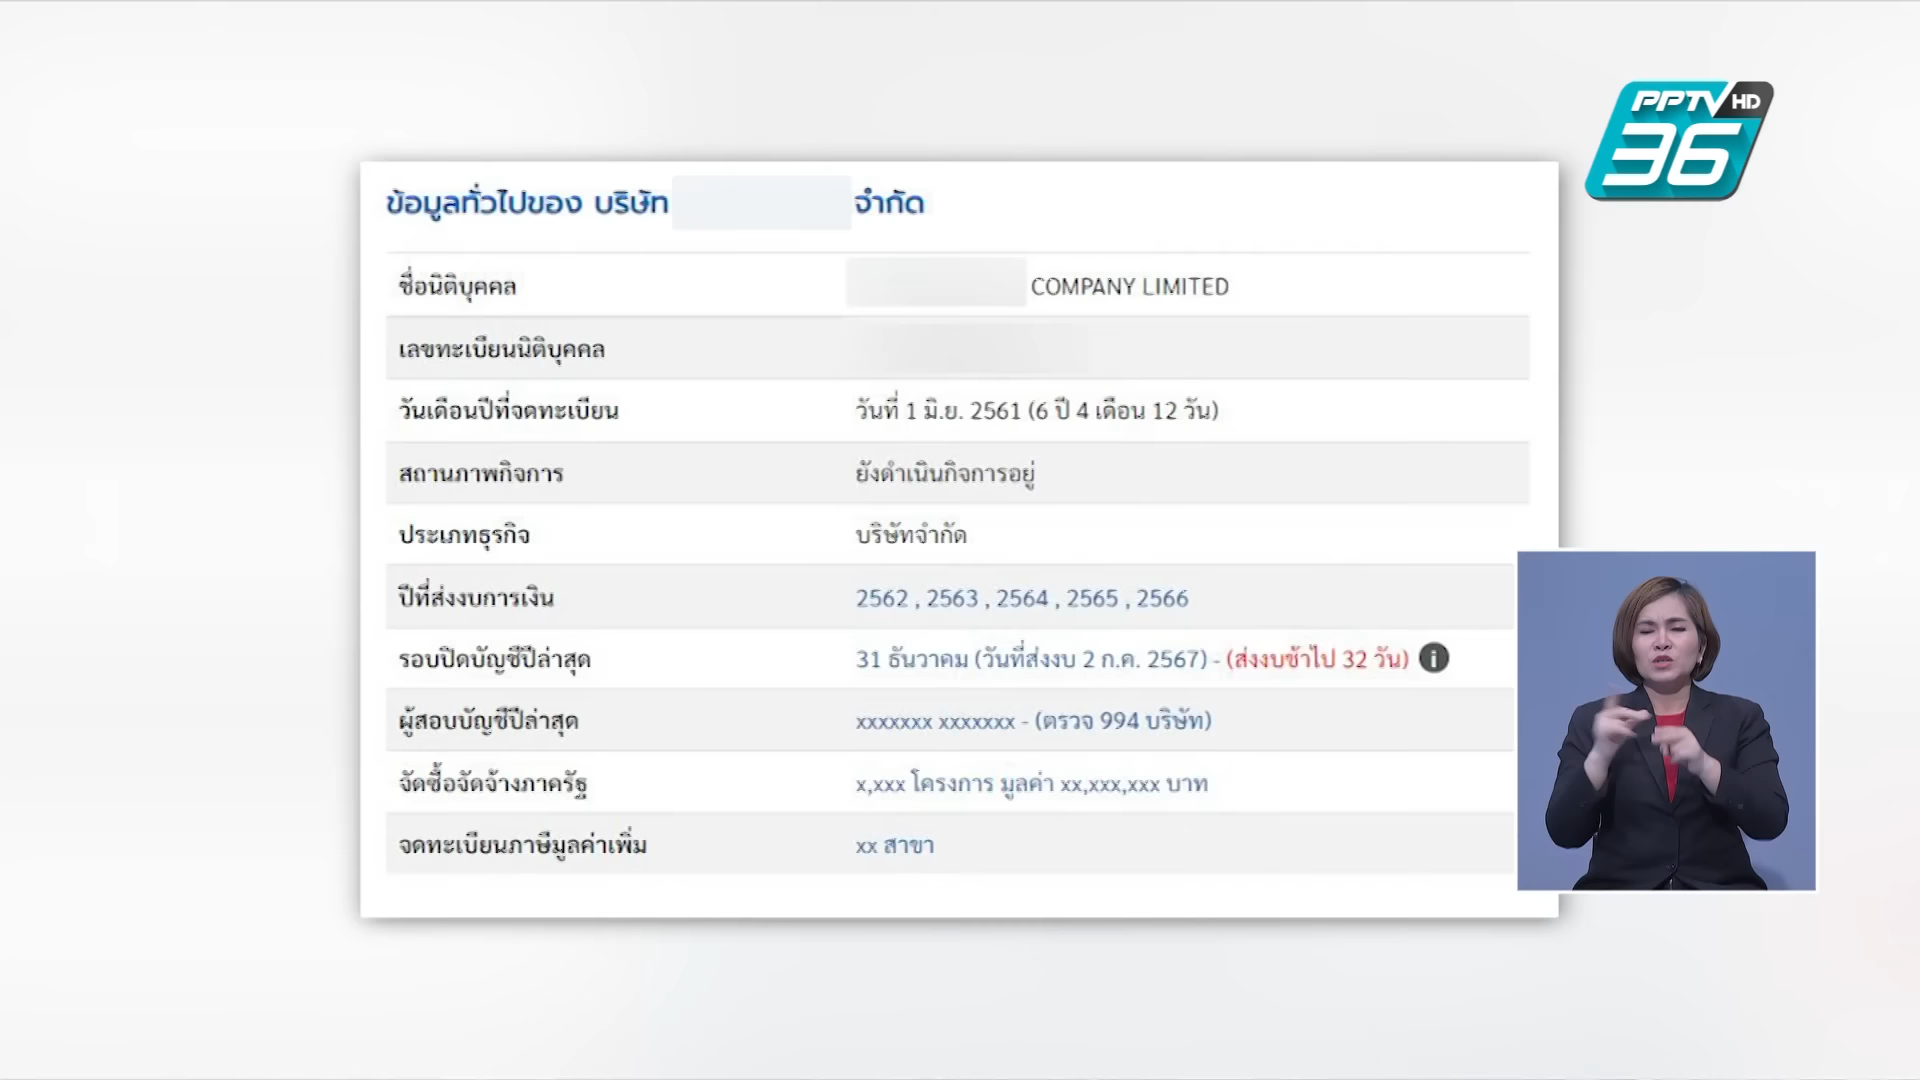 PPTV HD
36
ข้อมูลทั่วไปของ บริษัท จำกัด
ชื่อนิติบุคคล COMPANY LIMITED
เลขทะเบียนนิติบุคคล
วันเดือนปีที่จดทะเบียน วันที่ 1 มิ.ย. 2561 (6 ปี 4 เดือน 12 วัน)
สถานภาพกิจการ ยังดำเนินกิจการอยู่
ประเภทธุรกิจ บริษัทจำกัด
ปีที่ส่งงบการเงิน 2562 , 2563 , 2564 , 2565 , 2566
รอบปิดบัญชีปีล่าสุด 31 ธันวาคม (วันที่ส่งงบ 2 ก.ค. 2567) - (ส่งงบช้าไป 32 วัน) i
ผู้สอบบัญชีปีล่าสุด xxxxxxx xxxxxxx - (ตรวจ 994 บริษัท)
จัดซื้อจัดจ้างภาครัฐ x,xxx โครงการ มูลค่า xx,xxx,xxx บาท
จดทะเบียนภาษีมูลค่าเพิ่ม xx สาขา